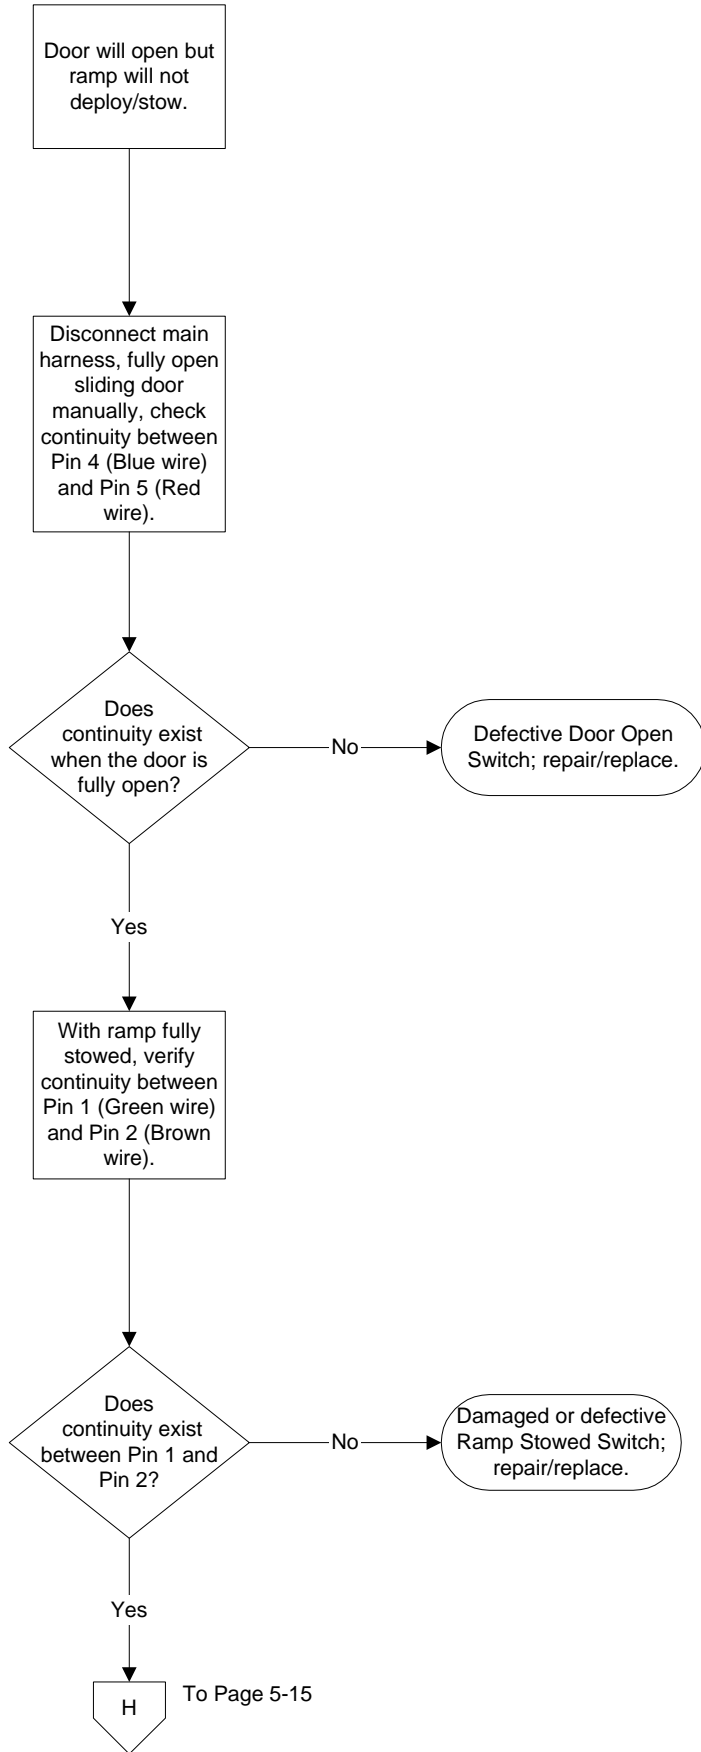 Door will open but
ramp will not
deploy/stow.
Disconnect main
harness, fully open
sliding door
manually, check
continuity between
Pin 4 (Blue wire)
and Pin 5 (Red
wire).
Does
continuity exist
when the door is
fully open?
No
Defective Door Open
Switch; repair/replace.
Yes
With ramp fully
stowed, verify
continuity between
Pin 1 (Green wire)
and Pin 2 (Brown
wire).
Does
continuity exist
between Pin 1 and
Pin 2?
No
Damaged or defective
Ramp Stowed Switch;
repair/replace.
Yes
H
To Page 5-15